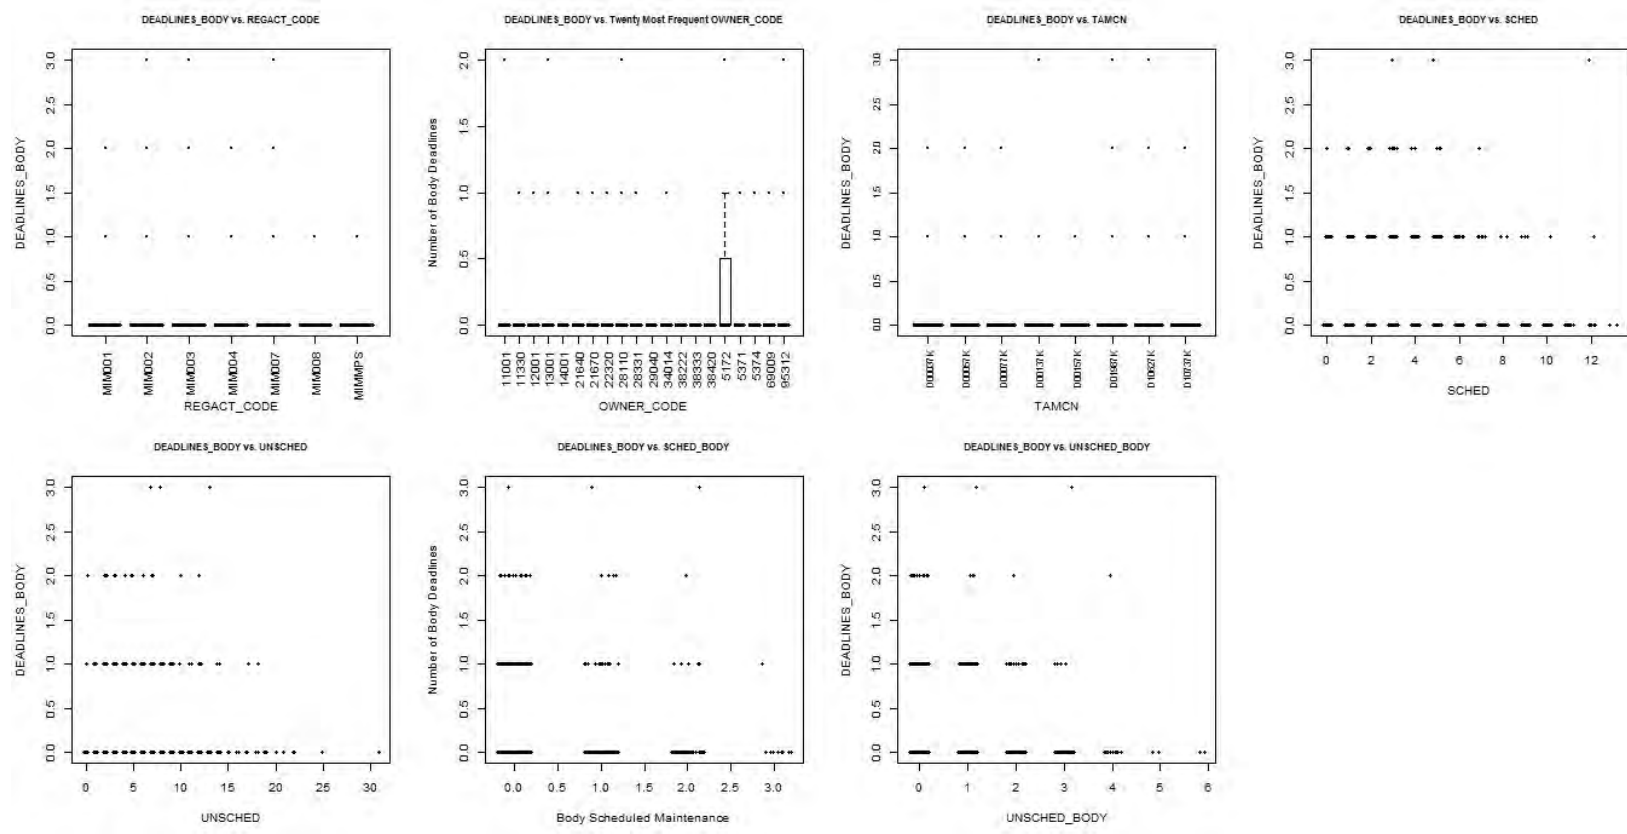 DEADLINES_BODY vs. REGACT_CODE
DEADLINES_BODY
0.0 0.5 1.0 1.5 2.0 2.5 3.0
MIM001 MIM002 MIM003 MIM004 MIM007 MIM008 MIMMPS
REGACT_CODE
DEADLINES_BODY vs. Twenty Most Frequent OWNER_CODE
Number of Body Deadlines
0.0 0.5 1.0 1.5 2.0
11001 11330 12001 13001 14001 21640 21670 22320 28110 28331 29040 34014 38222 38333 38420 5172 5371 5374 69009 95312
OWNER_CODE
DEADLINES_BODY vs. TAMCN
DEADLINES_BODY
0.0 0.5 1.0 1.5 2.0 2.5 3.0
D00037K D00057K D00077K D00137K D00157K D01987K D10627K D10737K
TAMCN
DEADLINES_BODY vs. SCHED
DEADLINES_BODY
0.0 0.5 1.0 1.5 2.0 2.5 3.0
0 2 4 6 8 10 12
SCHED
DEADLINES_BODY vs. UNSCHED
DEADLINES_BODY
0.0 0.5 1.0 1.5 2.0 2.5 3.0
0 5 10 15 20 25 30
UNSCHED
DEADLINES_BODY vs. SCHED_BODY
Number of Body Deadlines
0.0 0.5 1.0 1.5 2.0 2.5 3.0
0.0 0.5 1.0 1.5 2.0 2.5 3.0
Body Scheduled Maintenance
DEADLINES_BODY vs. UNSCHED_BODY
DEADLINES_BODY
0.0 0.5 1.0 1.5 2.0 2.5 3.0
0 1 2 3 4 5 6
UNSCHED_BODY